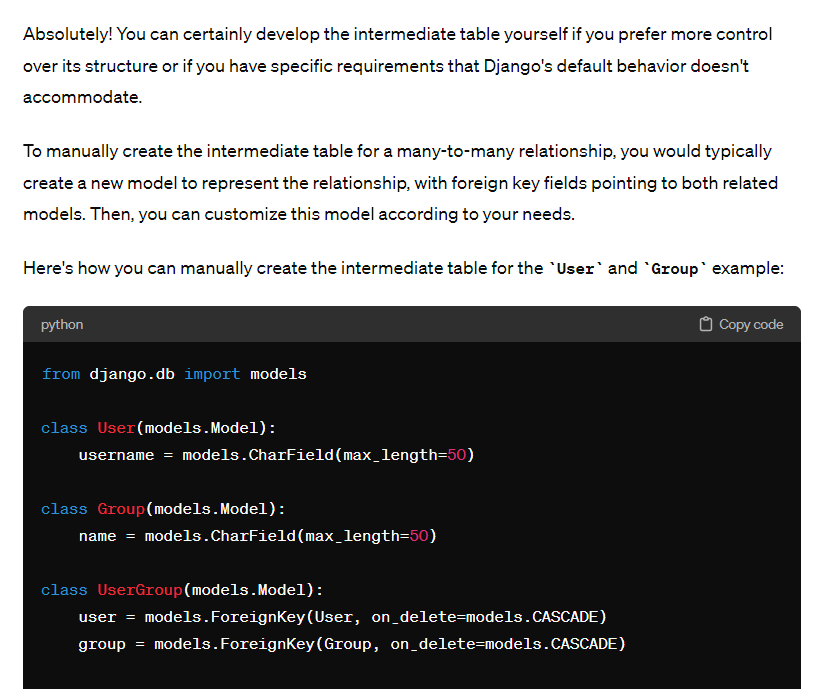 Absolutely! You can certainly develop the intermediate table yourself if you prefer more control
over its structure or if you have specific requirements that Django's default behavior doesn't
accommodate.
To manually create the intermediate table for a many-to-many relationship, you would typically
create a new model to represent the relationship, with foreign key fields pointing to both related
models. Then, you can customize this model according to your needs.
Here's how you can manually create the intermediate table for the `User` and `Group` example:
python
Copy code
from django.db import models
class User(models.Model):
    username = models.CharField(max_length=50)
class Group(models.Model):
    name = models.CharField(max_length=50)
class UserGroup(models.Model):
    user = models.ForeignKey(User, on_delete=models.CASCADE)
    group = models.ForeignKey(Group, on_delete=models.CASCADE)